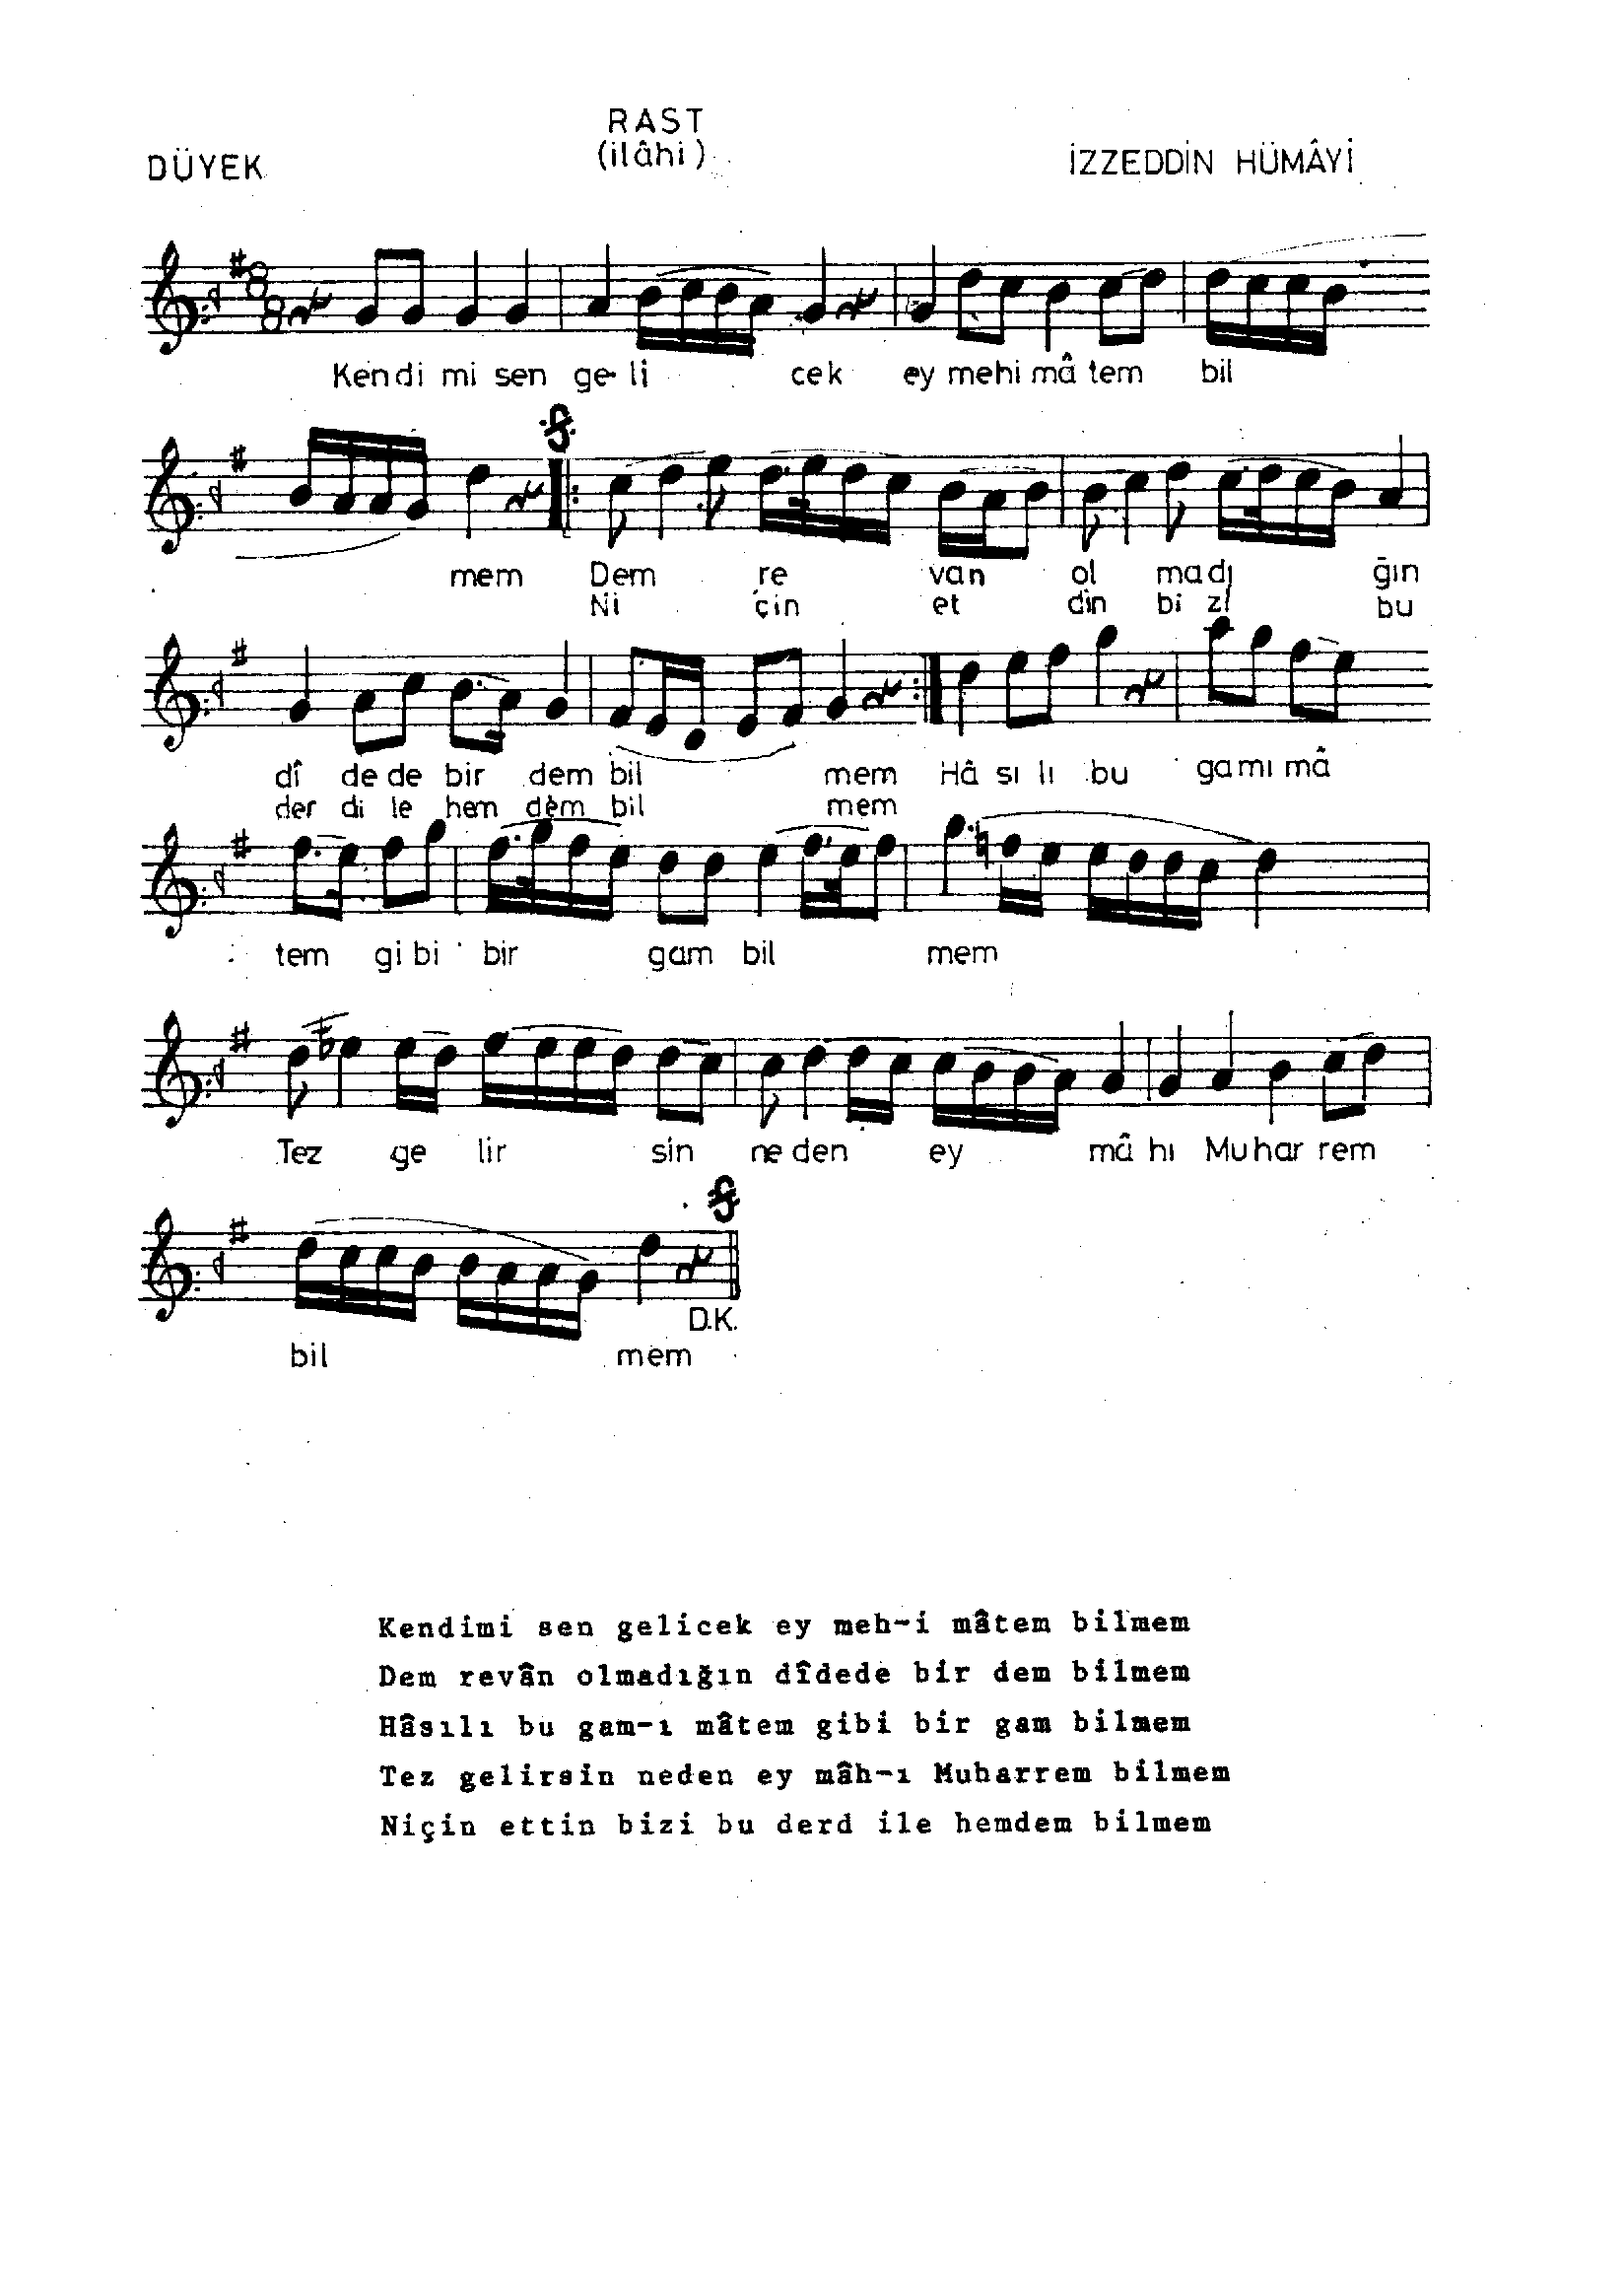 RAST
(ilâhi)
DÜYEK
İZZEDDİN HÜMÂYİ
8
8
Kendi mi sen ge li cek ey mehi mâ tem bil
mem Dem re van ol madı ğın
Ni çin et din bi zi bu
dî de de bir dem bil mem Hâ sı lı bu gamı mâ
der di le hem dem bil mem
tem gi bi bir gam bil mem
Tez ge lir sin ne den ey mâ hı Muhar rem
D.K.
bil mem
Kendimi sen gelicek ey meh-i mâtem bilmem
Dem revân olmadığın dîdede bir dem bilmem
Hâsılı bu gam-ı mâtem gibi bir gam bilmem
Tez gelirsin neden ey mâh-ı Muharrem bilmem
Niçin ettin bizi bu derd ile hemdem bilmem